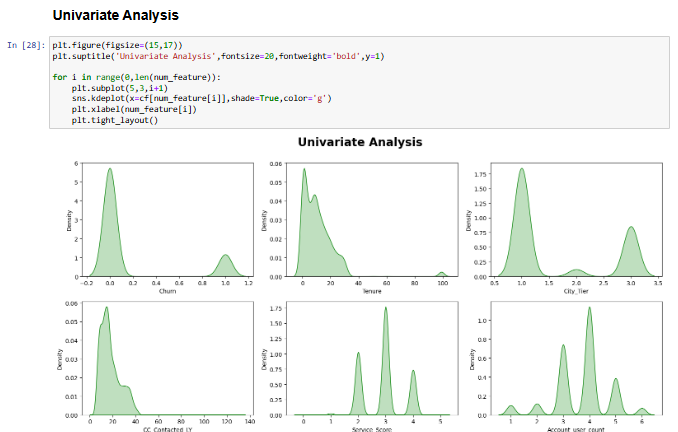 Univariate Analysis
In [28]: plt.figure(figsize=(15,17))
plt.suptitle('Univariate Analysis',fontsize=20,fontweight='bold',y=1)
for i in range(0,len(num_feature)):
plt.subplot(5,3,i+1)
sns.kdeplot(x=cf[num_feature[i]],shade=True,color='g')
plt.xlabel(num_feature[i])
plt.tight_layout()
Univariate Analysis
Density
6
5
4
3
2
1
0
−0.2 0.0 0.2 0.4 0.6 0.8 1.0 1.2
Churn
Density
0.06
0.05
0.04
0.03
0.02
0.01
0.00
0 20 40 60 80 100
Tenure
Density
1.75
1.50
1.25
1.00
0.75
0.50
0.25
0.00
0.5 1.0 1.5 2.0 2.5 3.0 3.5
City_Tier
Density
0.06
0.05
0.04
0.03
0.02
0.01
0.00
0 20 40 60 80 100 120 140
CC_Contacted_LY
Density
1.75
1.50
1.25
1.00
0.75
0.50
0.25
0.00
0 1 2 3 4 5
Service_Score
Density
1.0
0.8
0.6
0.4
0.2
0.0
1 2 3 4 5 6
Account_user_count